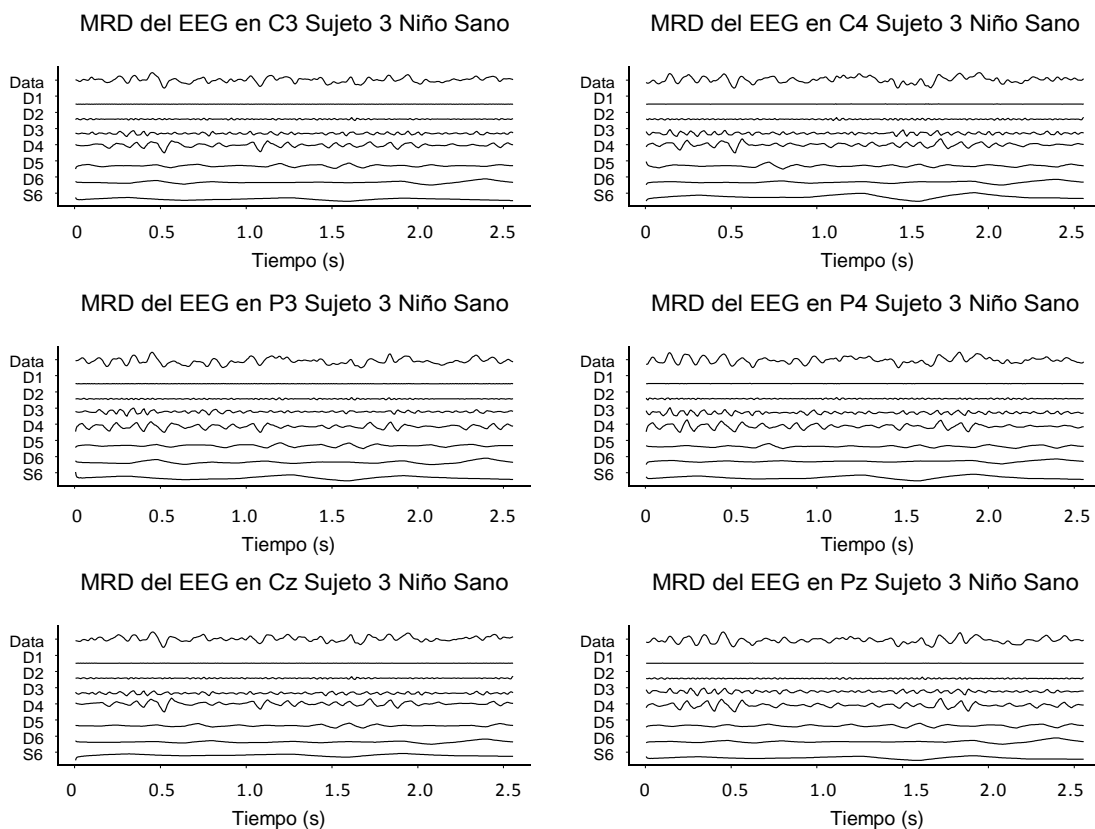 MRD del EEG en C3 Sujeto 3 Niño Sano
Data
D1
D2
D3
D4
D5
D6
S6
0 0.5 1.0 1.5 2.0 2.5
Tiempo (s)
MRD del EEG en C4 Sujeto 3 Niño Sano
Data
D1
D2
D3
D4
D5
D6
S6
0 0.5 1.0 1.5 2.0 2.5
Tiempo (s)
MRD del EEG en P3 Sujeto 3 Niño Sano
Data
D1
D2
D3
D4
D5
D6
S6
0 0.5 1.0 1.5 2.0 2.5
Tiempo (s)
MRD del EEG en P4 Sujeto 3 Niño Sano
Data
D1
D2
D3
D4
D5
D6
S6
0 0.5 1.0 1.5 2.0 2.5
Tiempo (s)
MRD del EEG en Cz Sujeto 3 Niño Sano
Data
D1
D2
D3
D4
D5
D6
S6
0 0.5 1.0 1.5 2.0 2.5
Tiempo (s)
MRD del EEG en Pz Sujeto 3 Niño Sano
Data
D1
D2
D3
D4
D5
D6
S6
0 0.5 1.0 1.5 2.0 2.5
Tiempo (s)